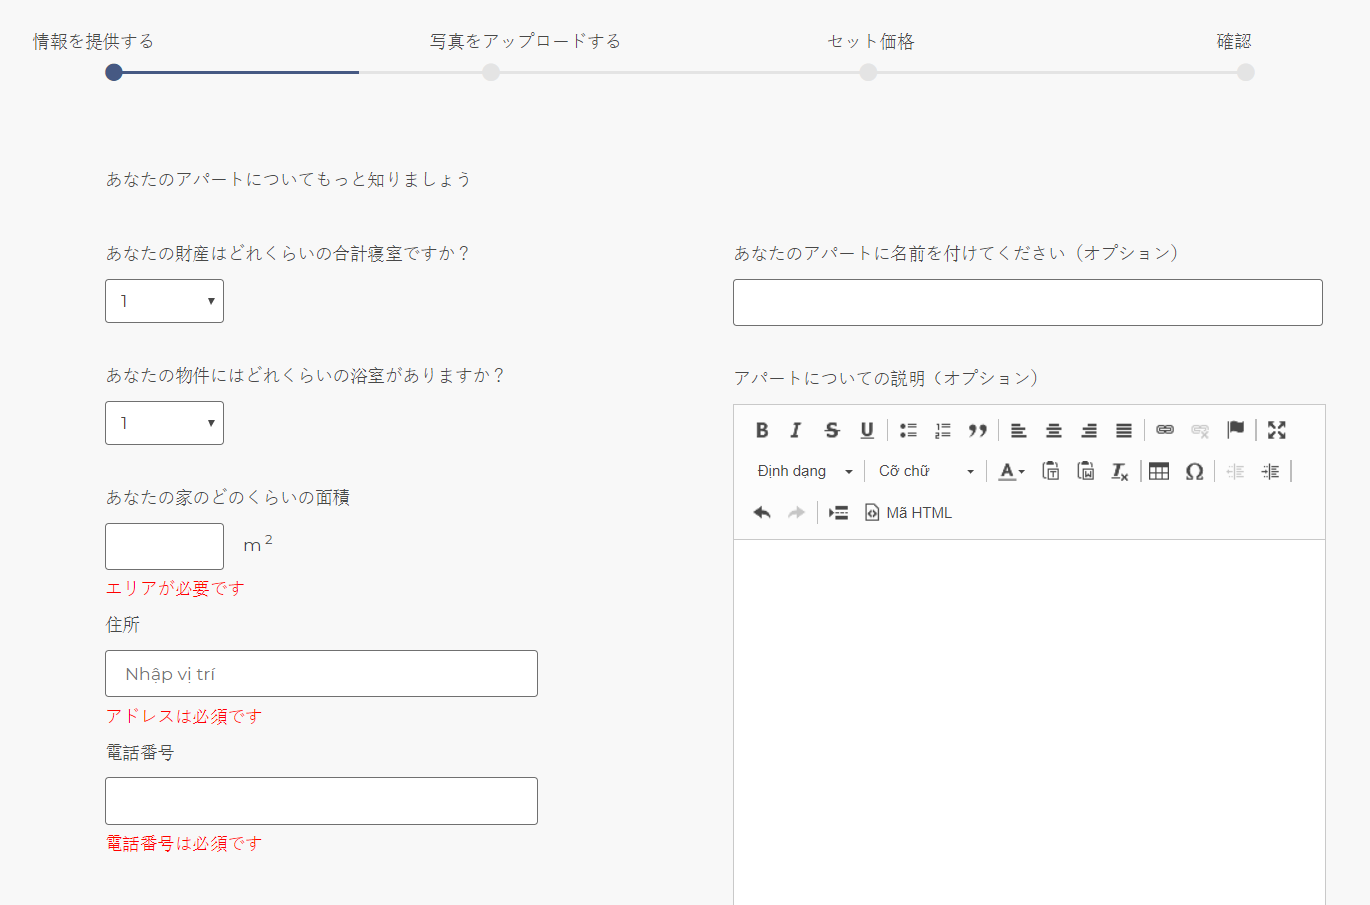 情報を提供する
写真をアップロードする
セット価格
確認
あなたのアパートについてもっと知りましょう
あなたの財産はどれくらいの合計寝室ですか？
1
あなたの物件にはどれくらいの浴室がありますか？
1
あなたの家のどのくらいの面積
m ²
エリアが必要です
住所
Nhập vị trí
アドレスは必須です
電話番号
電話番号は必須です
あなたのアパートに名前を付けてください（オプション）
アパートについての説明（オプション）
B I S U
Định dạng Cỡ chữ A
Mã HTML